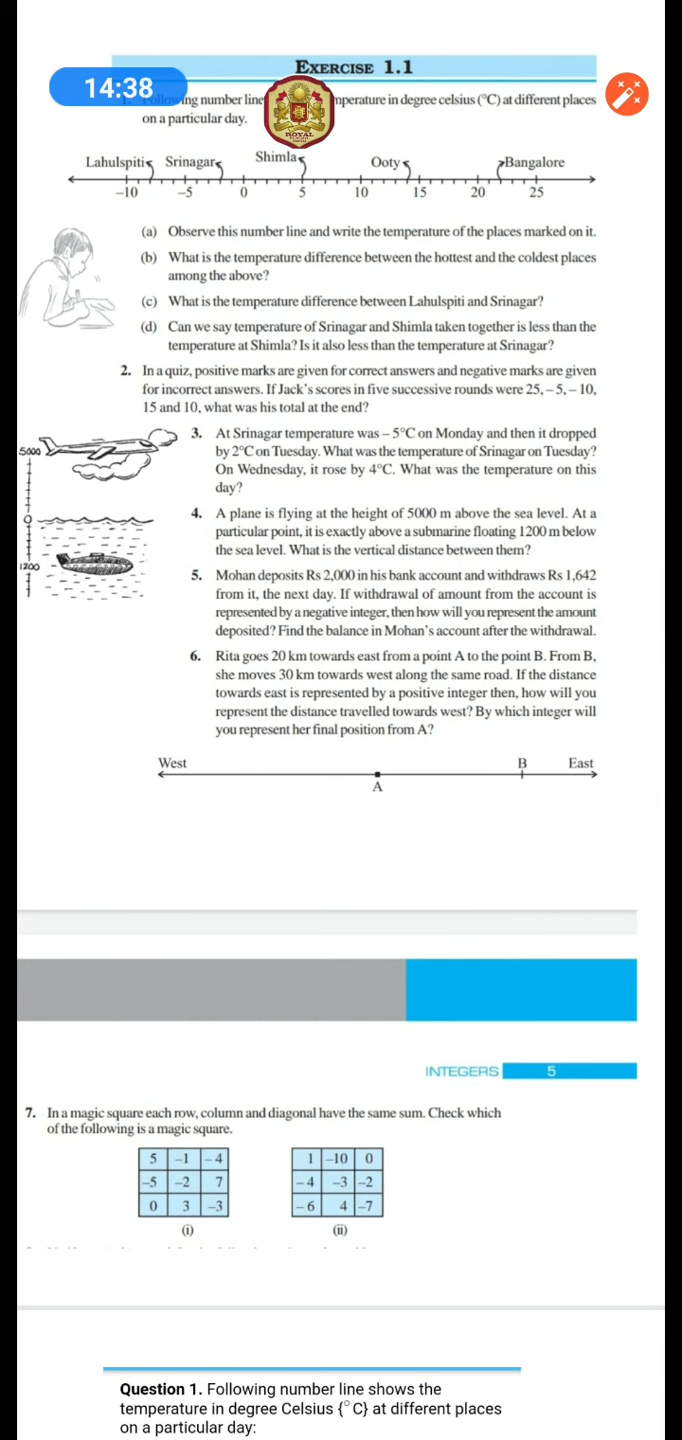 EXERCISE 1.1
14:38
ing number line mperature in degree celsius (°C) at different places
on a particular day.
ROYAL
Lahulspiti Srinagar Shimla Ooty Bangalore
–10 –5 0 5 10 15 20 25
(a) Observe this number line and write the temperature of the places marked on it.
(b) What is the temperature difference between the hottest and the coldest places
among the above?
(c) What is the temperature difference between Lahulspiti and Srinagar?
(d) Can we say temperature of Srinagar and Shimla taken together is less than the
temperature at Shimla? Is it also less than the temperature at Srinagar?
2. In a quiz, positive marks are given for correct answers and negative marks are given
for incorrect answers. If Jack's scores in five successive rounds were 25, – 5, – 10,
15 and 10, what was his total at the end?
3. At Srinagar temperature was – 5°C on Monday and then it dropped
by 2°C on Tuesday. What was the temperature of Srinagar on Tuesday?
On Wednesday, it rose by 4°C. What was the temperature on this
day?
5000
0
1200
4. A plane is flying at the height of 5000 m above the sea level. At a
particular point, it is exactly above a submarine floating 1200 m below
the sea level. What is the vertical distance between them?
5. Mohan deposits Rs 2,000 in his bank account and withdraws Rs 1,642
from it, the next day. If withdrawal of amount from the account is
represented by a negative integer, then how will you represent the amount
deposited? Find the balance in Mohan's account after the withdrawal.
6. Rita goes 20 km towards east from a point A to the point B. From B,
she moves 30 km towards west along the same road. If the distance
towards east is represented by a positive integer then, how will you
represent the distance travelled towards west? By which integer will
you represent her final position from A?
West B East
A
INTEGERS 5
7. In a magic square each row, column and diagonal have the same sum. Check which
of the following is a magic square.
5 –1 – 4 1 –10 0
–5 –2 7 – 4 –3 –2
0 3 –3 – 6 4 –7
(i) (ii)
Question 1. Following number line shows the
temperature in degree Celsius {°C} at different places
on a particular day: